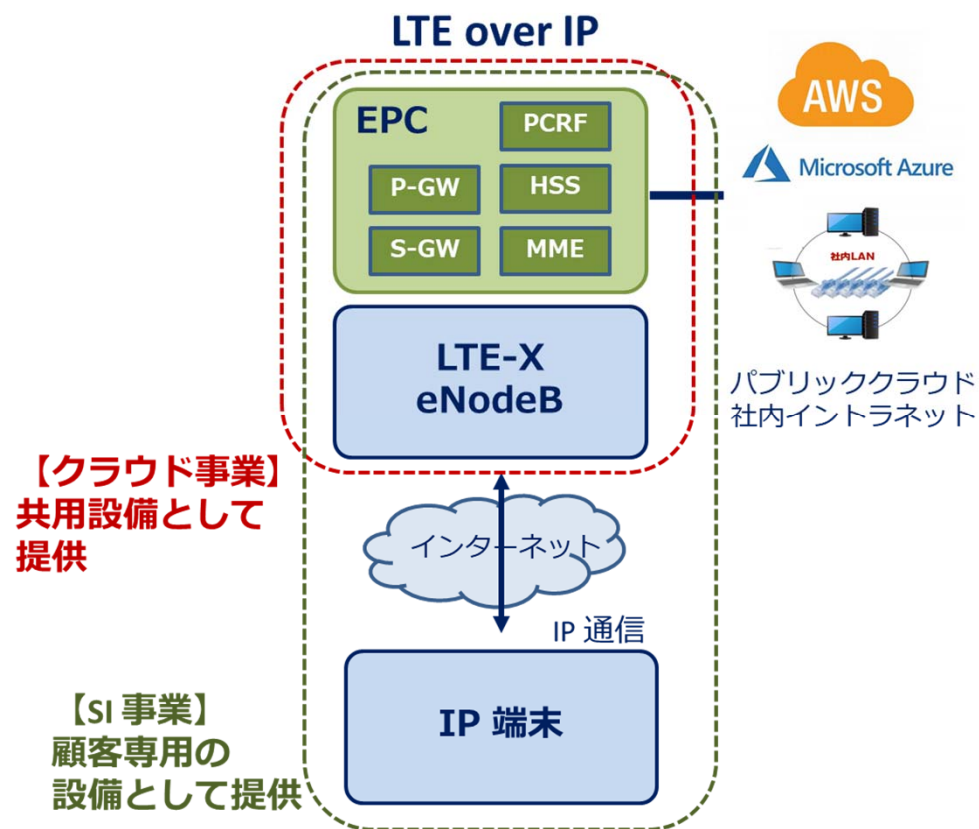 LTE over IP
EPC
PCRF
P-GW
HSS
S-GW
MME
LTE-X
eNodeB
AWS
Microsoft Azure
社内LAN
パブリッククラウド
社内イントラネット
【クラウド事業】
共用設備として
提供
インターネット
IP 通信
IP 端末
【SI 事業】
顧客専用の
設備として提供